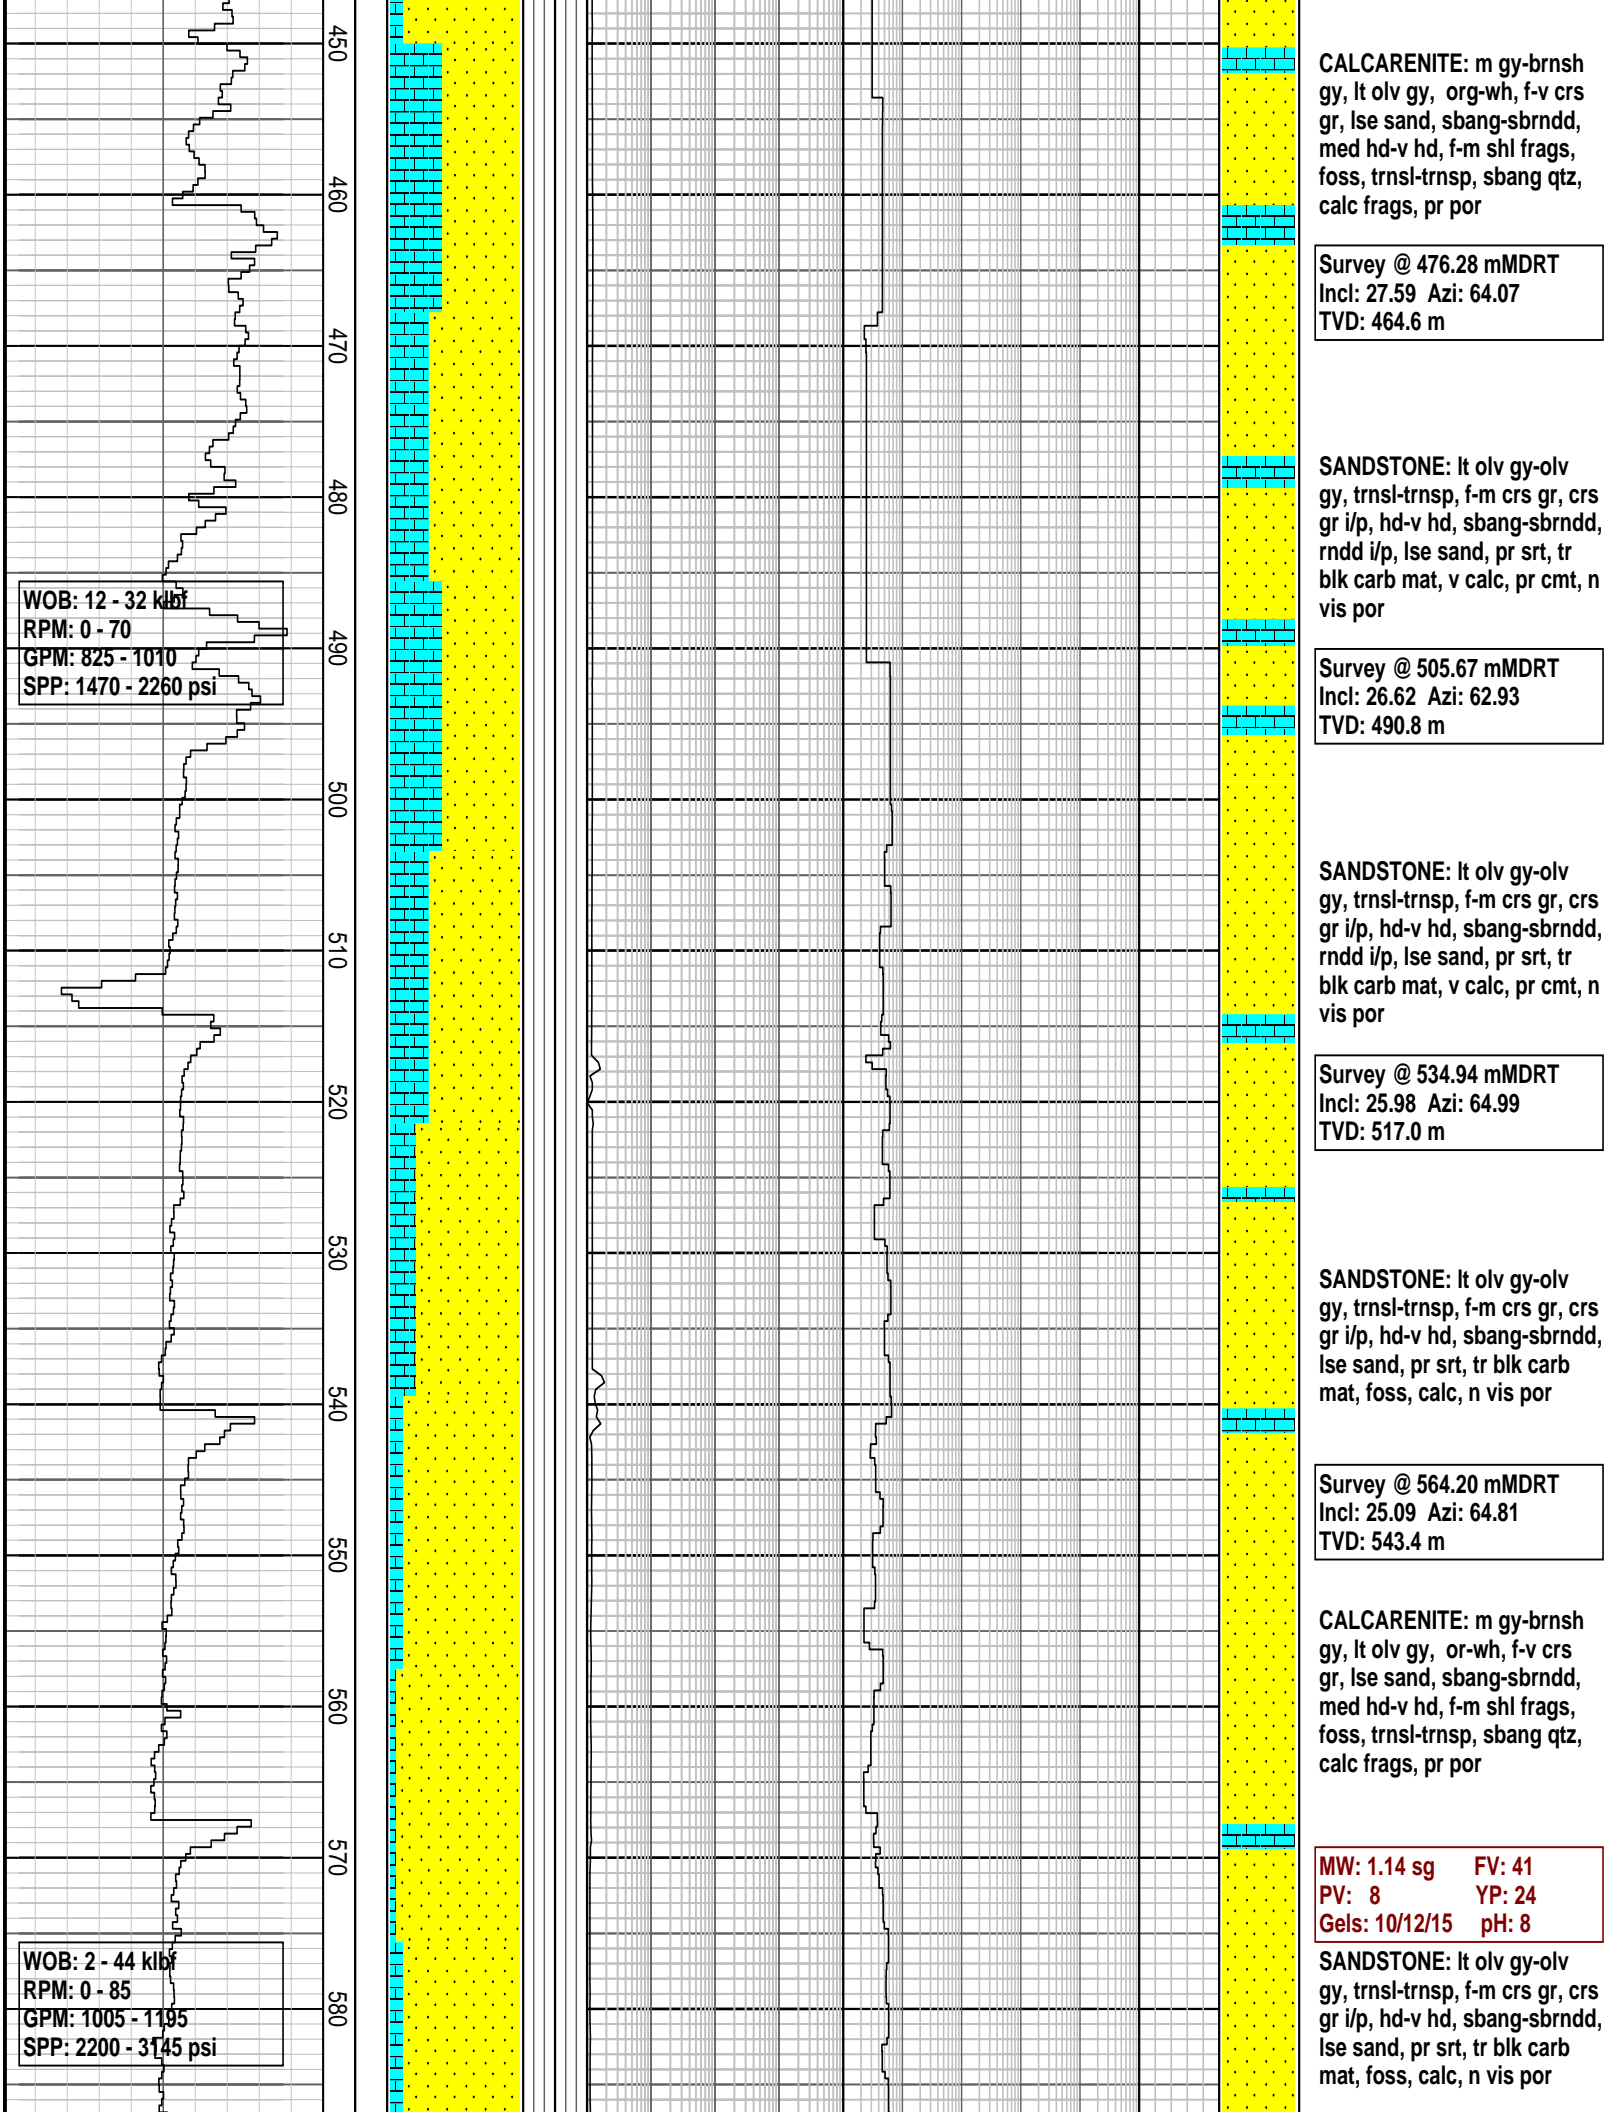 450
460
470
480
490
500
510
520
530
540
550
560
570
580
WOB: 12 - 32 klbf
RPM: 0 - 70
GPM: 825 - 1010
SPP: 1470 - 2260 psi
WOB: 2 - 44 klbf
RPM: 0 - 85
GPM: 1005 - 1195
SPP: 2200 - 3145 psi
CALCARENITE: m gy-brnsh
gy, lt olv gy, org-wh, f-v crs
gr, lse sand, sbang-sbrndd,
med hd-v hd, f-m shl frags,
foss, trnsl-trnsp, sbang qtz,
calc frags, pr por
Survey @ 476.28 mMDRT
Incl: 27.59 Azi: 64.07
TVD: 464.6 m
SANDSTONE: lt olv gy-olv
gy, trnsl-trnsp, f-m crs gr, crs
gr i/p, hd-v hd, sbang-sbrndd,
rndd i/p, lse sand, pr srt, tr
blk carb mat, v calc, pr cmt, n
vis por
Survey @ 505.67 mMDRT
Incl: 26.62 Azi: 62.93
TVD: 490.8 m
SANDSTONE: lt olv gy-olv
gy, trnsl-trnsp, f-m crs gr, crs
gr i/p, hd-v hd, sbang-sbrndd,
rndd i/p, lse sand, pr srt, tr
blk carb mat, v calc, pr cmt, n
vis por
Survey @ 534.94 mMDRT
Incl: 25.98 Azi: 64.99
TVD: 517.0 m
SANDSTONE: lt olv gy-olv
gy, trnsl-trnsp, f-m crs gr, crs
gr i/p, hd-v hd, sbang-sbrndd,
lse sand, pr srt, tr blk carb
mat, foss, calc, n vis por
Survey @ 564.20 mMDRT
Incl: 25.09 Azi: 64.81
TVD: 543.4 m
CALCARENITE: m gy-brnsh
gy, lt olv gy, or-wh, f-v crs
gr, lse sand, sbang-sbrndd,
med hd-v hd, f-m shl frags,
foss, trnsl-trnsp, sbang qtz,
calc frags, pr por
MW: 1.14 sg FV: 41
PV: 8 YP: 24
Gels: 10/12/15 pH: 8
SANDSTONE: lt olv gy-olv
gy, trnsl-trnsp, f-m crs gr, crs
gr i/p, hd-v hd, sbang-sbrndd,
lse sand, pr srt, tr blk carb
mat, foss, calc, n vis por